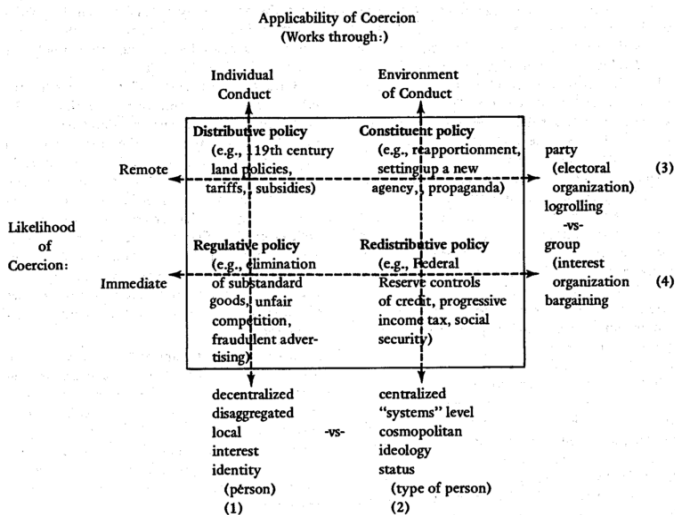 Applicability of Coercion
(Works through:)
Individual
Conduct
Environment
of Conduct
Likelihood
of
Coercion:
Remote
Distributive policy
(e.g., 19th century
land policies,
tariffs, subsidies)
Constituent policy
(e.g., reapportionment,
setting up a new
agency, propaganda)
party
(electoral (3)
organization)
logrolling
-vs-
group
(interest
organization (4)
bargaining
Immediate
Regulative policy
(e.g., elimination
of substandard
goods, unfair
competition,
fraudulent adver-
tising)
Redistributive policy
(e.g., Federal
Reserve controls
of credit, progressive
income tax, social
security)
decentralized
disaggregated
local
interest
identity
(person)
(1)
-vs-
centralized
"systems" level
cosmopolitan
ideology
status
(type of person)
(2)